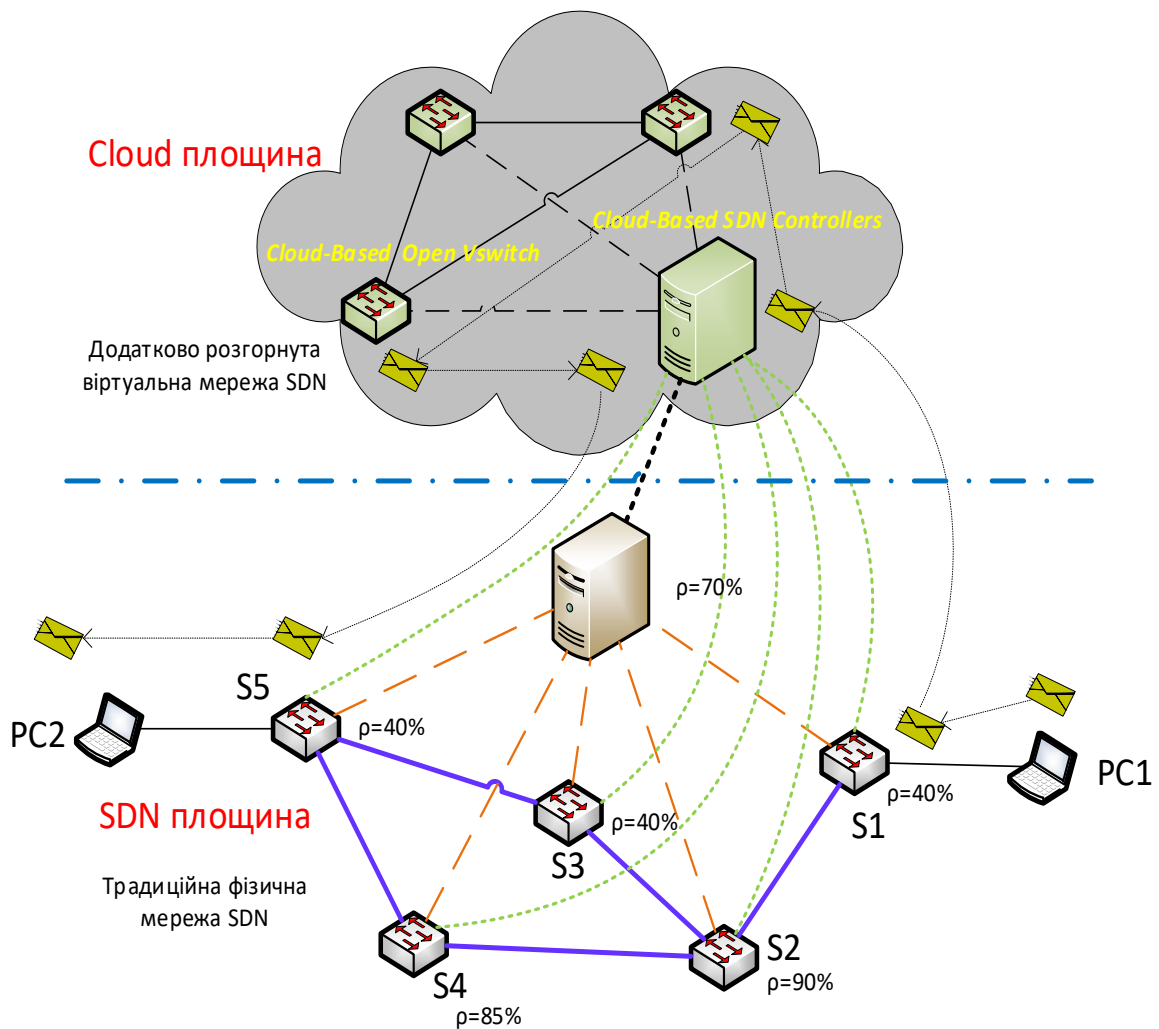 Cloud площина
Cloud-Based SDN Controllers
Cloud-Based Open Vswitch
Додатково розгорнута
віртуальна мережа SDN
ρ=70%
S5
PC2
ρ=40%
PC1
ρ=40%
S1
SDN площина
ρ=40%
S3
Традиційна фізична
мережа SDN
S2
S4
ρ=90%
ρ=85%